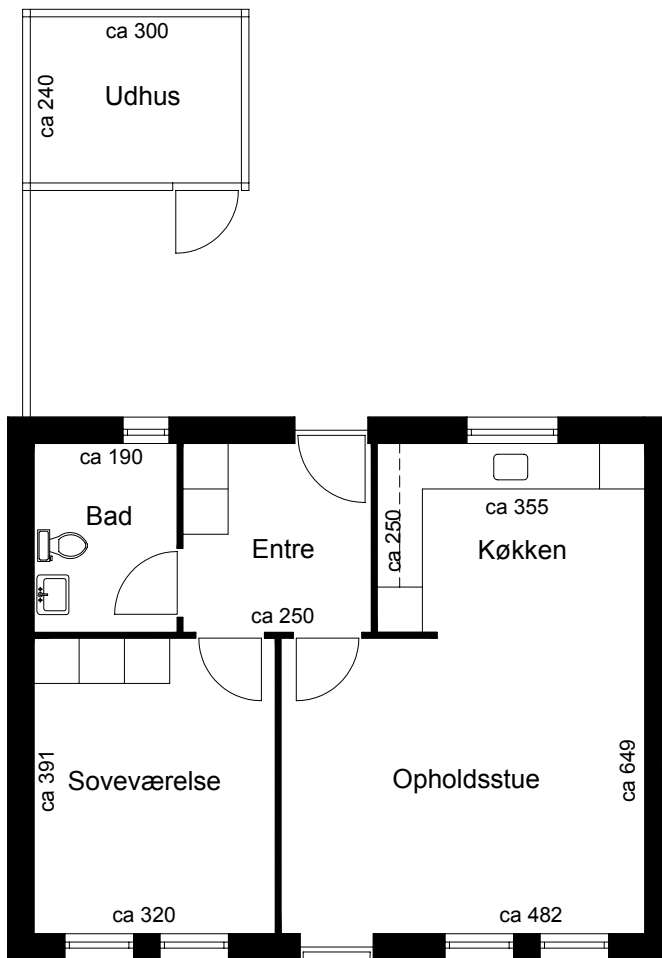 ca 300
ca 240
Udhus
ca 190
Bad
Entre
ca 250
ca 250
ca 355
Køkken
ca 391
Soveværelse
ca 320
Opholdsstue
ca 649
ca 482